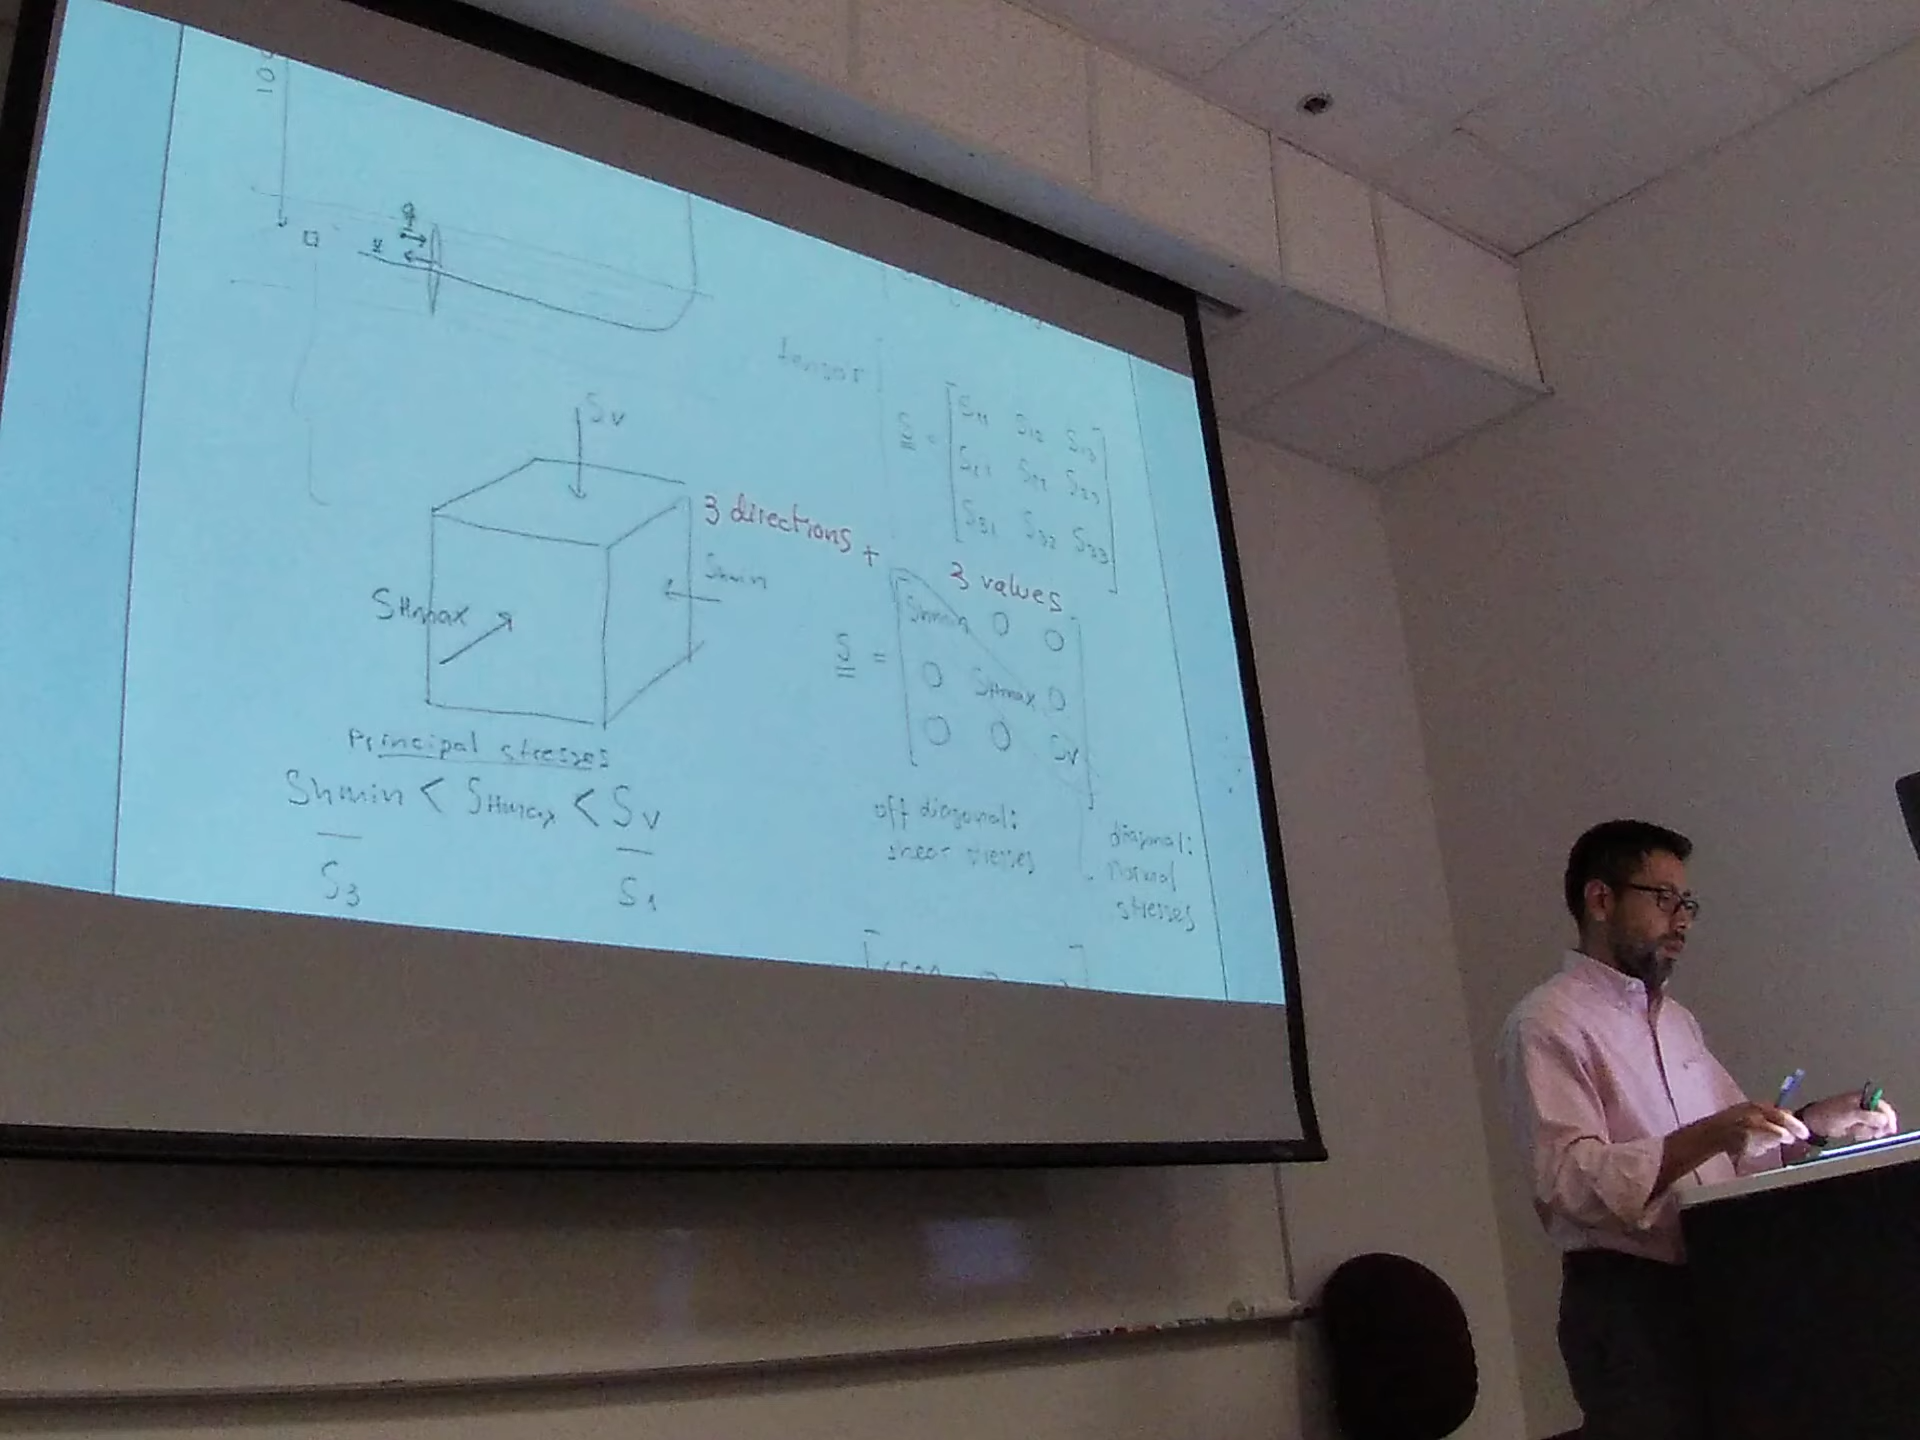 10
Sv
3 directions + 3 values
Shmin
SHmax
Principal stresses
Shmin < SHmax < Sv
S3
S1
tensor
S = [S11 S12 S13
S21 S22 S23
S31 S32 S33]
S = [Shmin 0 0
0 SHmax 0
0 0 Sv]
off diagonal:
shear stresses
diagonal:
Normal
stresses